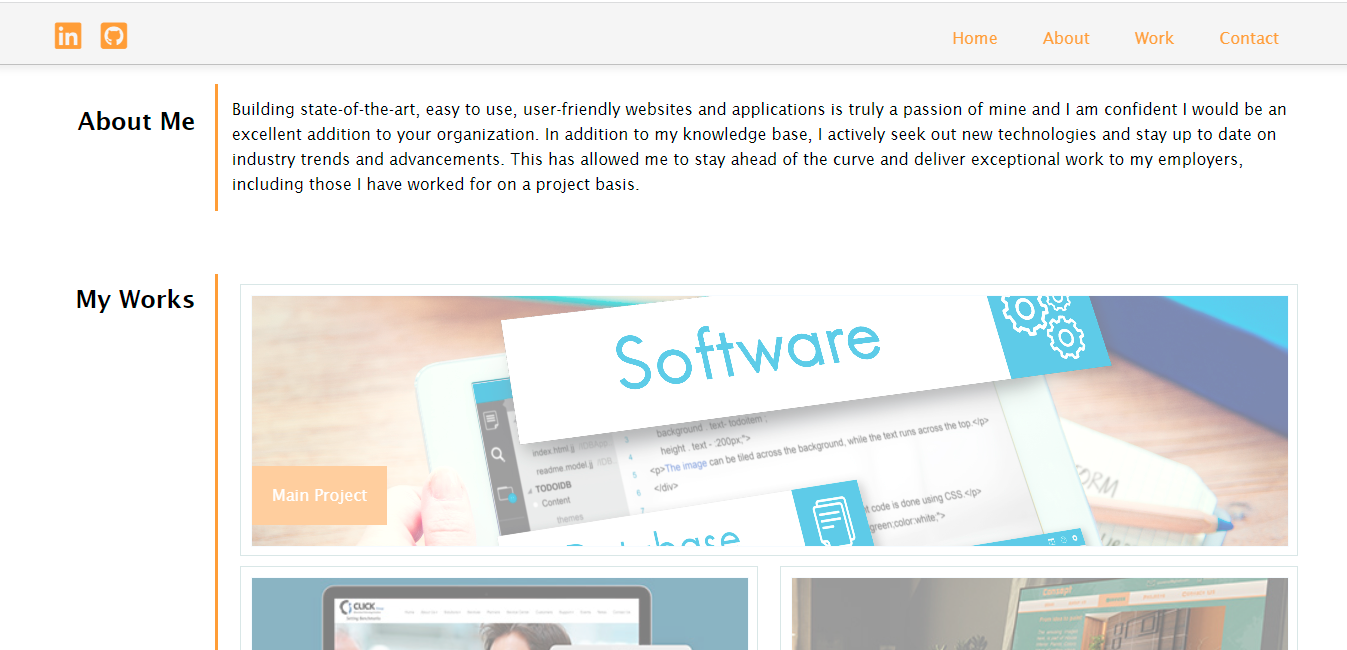 in
Home About Work Contact
About Me
Building state-of-the-art, easy to use, user-friendly websites and applications is truly a passion of mine and I am confident I would be an
excellent addition to your organization. In addition to my knowledge base, I actively seek out new technologies and stay up to date on
industry trends and advancements. This has allowed me to stay ahead of the curve and deliver exceptional work to my employers,
including those I have worked for on a project basis.
My Works
Software
background . text- todoitem ;
height . text - :200px;">
<p>The image can be tiled across the background, while the text runs across the top.</p>
</div>
index.html.jj
readme.model.jj
TODOIDB
Content
themes
code is done using CSS.</p>
green;color:white;">
Main Project
CLICK